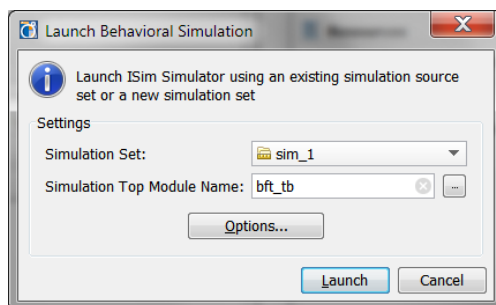 Launch Behavioral Simulation
Launch ISim Simulator using an existing simulation source
set or a new simulation set
Settings
Simulation Set: sim_1
Simulation Top Module Name: bft_tb ...
Options...
Launch Cancel